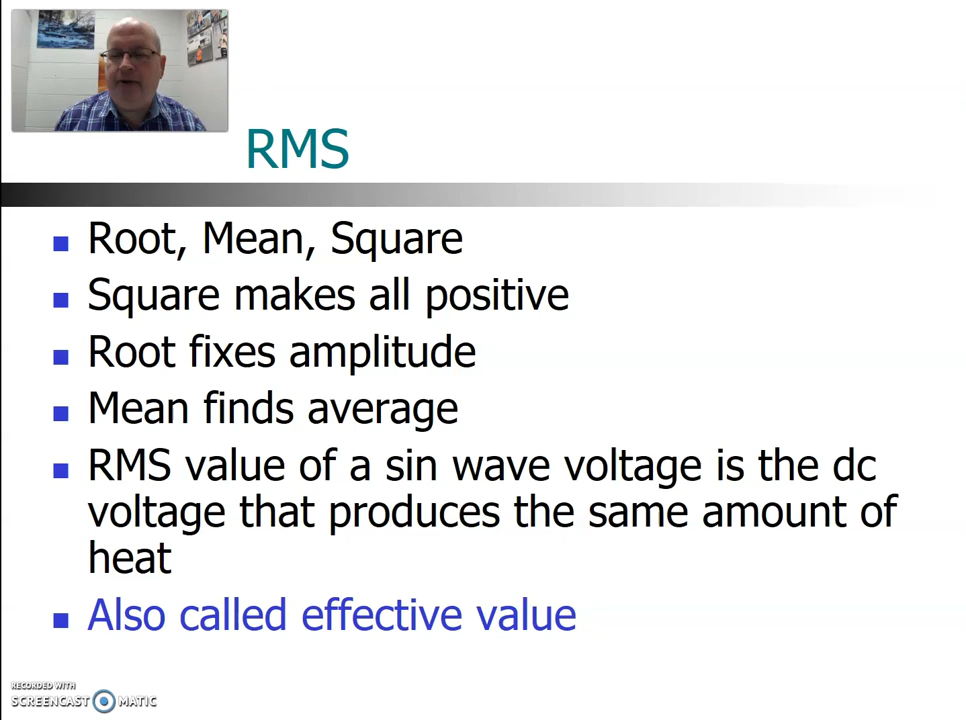 RMS
Root, Mean, Square
Square makes all positive
Root fixes amplitude
Mean finds average
RMS value of a sin wave voltage is the dc
voltage that produces the same amount of
heat
Also called effective value
RECORDED WITH
SCREENCAST MATIC